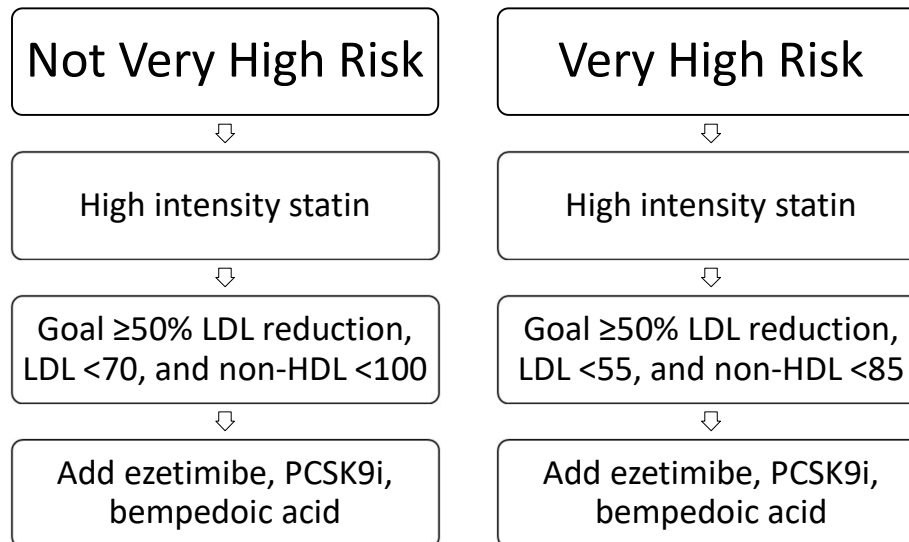 Not Very High Risk
High intensity statin
Goal ≥50% LDL reduction,
LDL <70, and non-HDL <100
Add ezetimibe, PCSK9i,
bempedoic acid
Very High Risk
High intensity statin
Goal ≥50% LDL reduction,
LDL <55, and non-HDL <85
Add ezetimibe, PCSK9i,
bempedoic acid